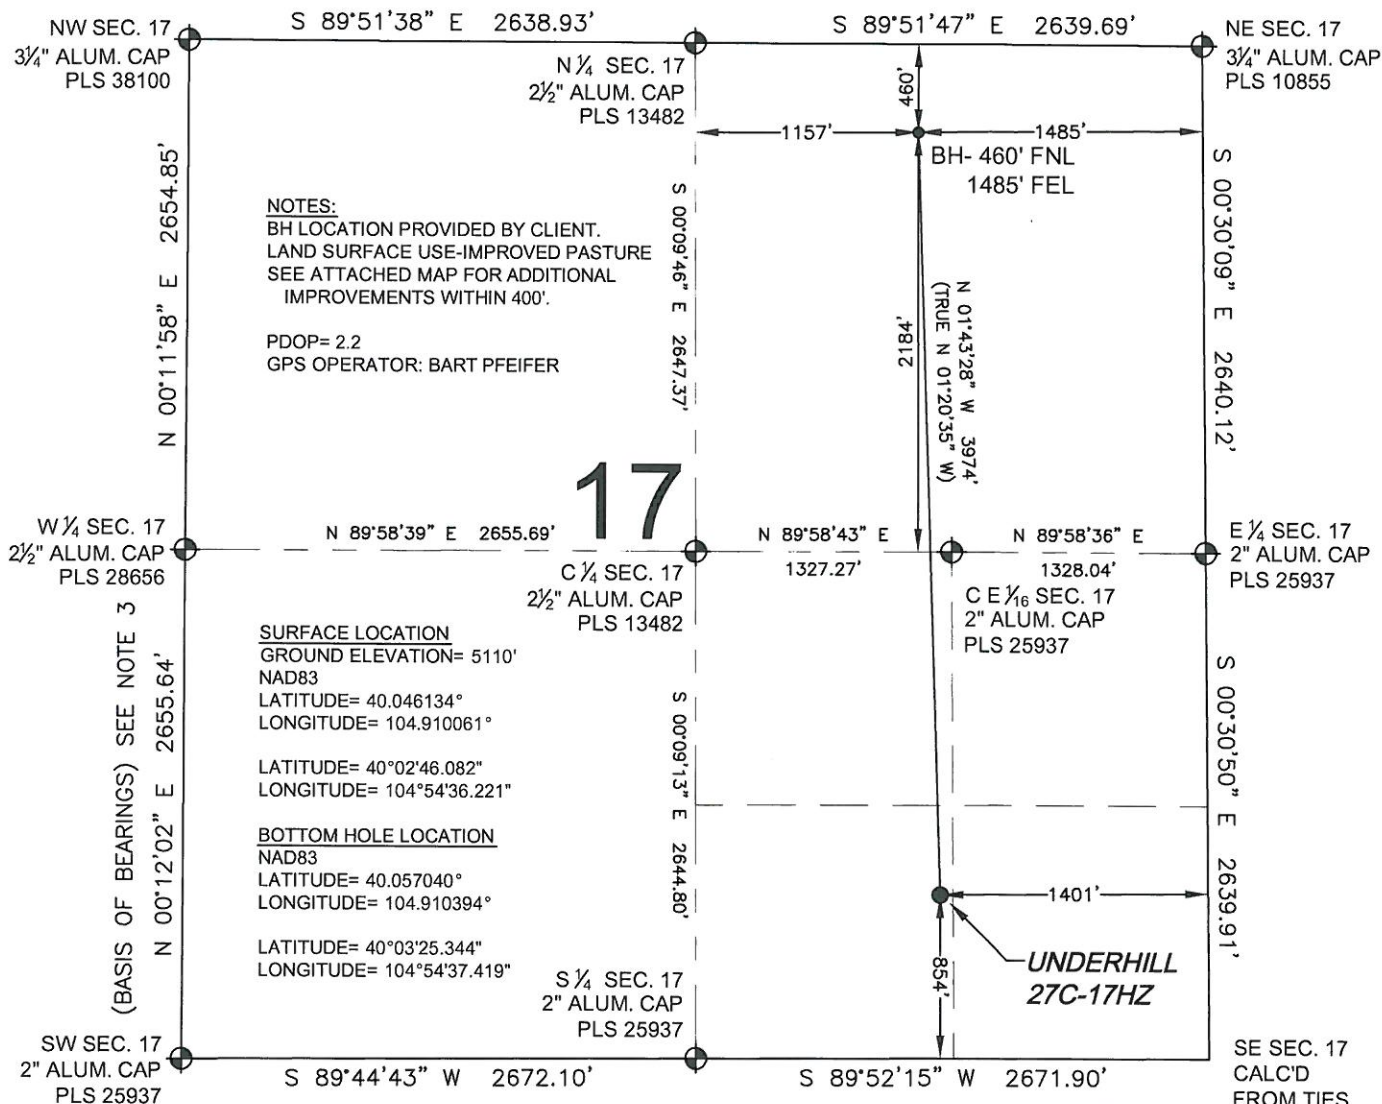 S 89°51'38" E 2638.93'
S 89°51'47" E 2639.69'
NW SEC. 17
3¼" ALUM. CAP
PLS 38100
N ¼ SEC. 17
2½" ALUM. CAP
PLS 13482
NE SEC. 17
3¼" ALUM. CAP
PLS 10855
460'
1157'
1485'
BH- 460' FNL
1485' FEL
N 00°11'58" E 2654.85'
NOTES:
BH LOCATION PROVIDED BY CLIENT.
LAND SURFACE USE-IMPROVED PASTURE
SEE ATTACHED MAP FOR ADDITIONAL
IMPROVEMENTS WITHIN 400'.
PDOP= 2.2
GPS OPERATOR: BART PFEIFER
S 00°09'46" E 2647.37'
2184'
N 01°43'28" W 3974'
(TRUE N 01°20'35" W)
S 00°30'09" E 2640.12'
17
W ¼ SEC. 17
2½" ALUM. CAP
PLS 28656
N 89°58'39" E 2655.69'
N 89°58'43" E
1327.27'
N 89°58'36" E
1328.04'
E ¼ SEC. 17
2" ALUM. CAP
PLS 25937
C ¼ SEC. 17
2½" ALUM. CAP
PLS 13482
C E ⅟16 SEC. 17
2" ALUM. CAP
PLS 25937
(BASIS OF BEARINGS) SEE NOTE 3
N 00°12'02" E 2655.64'
SURFACE LOCATION
GROUND ELEVATION= 5110'
NAD83
LATITUDE= 40.046134°
LONGITUDE= 104.910061°
LATITUDE= 40°02'46.082"
LONGITUDE= 104°54'36.221"
BOTTOM HOLE LOCATION
NAD83
LATITUDE= 40.057040°
LONGITUDE= 104.910394°
LATITUDE= 40°03'25.344"
LONGITUDE= 104°54'37.419"
S 00°09'13" E 2644.80'
S 00°30'50" E 2639.91'
1401'
854'
UNDERHILL
27C-17HZ
S ¼ SEC. 17
2" ALUM. CAP
PLS 25937
SW SEC. 17
2" ALUM. CAP
PLS 25937
S 89°44'43" W 2672.10'
S 89°52'15" W 2671.90'
SE SEC. 17
CALC'D
FROM TIES